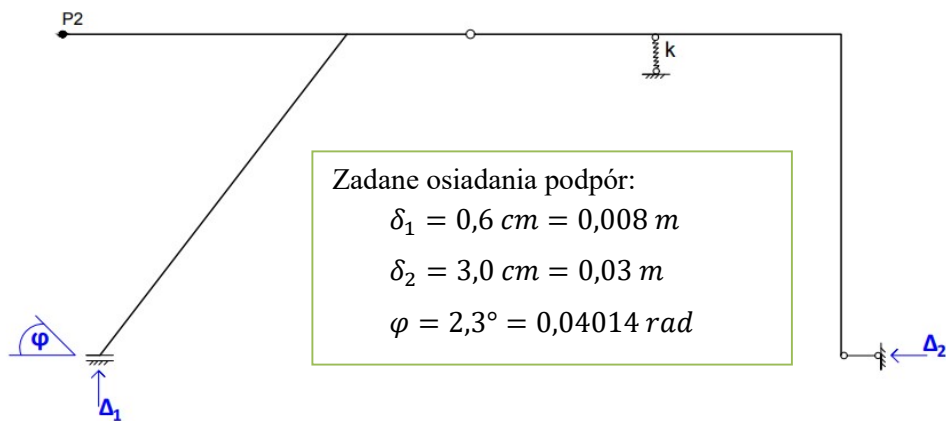 P2
k
Zadane osiadania podpór:
δ₁ = 0,6 cm = 0,008 m
δ₂ = 3,0 cm = 0,03 m
φ = 2,3° = 0,04014 rad
φ
Δ₂
Δ₁